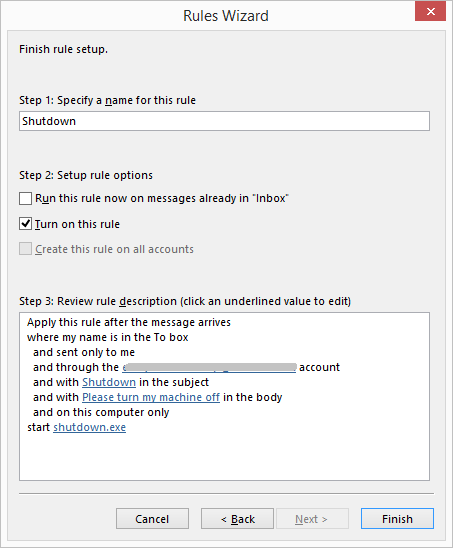 Rules Wizard
Finish rule setup.
Step 1: Specify a name for this rule
Shutdown
Step 2: Setup rule options
Run this rule now on messages already in "Inbox"
Turn on this rule
Create this rule on all accounts
Step 3: Review rule description (click an underlined value to edit)
Apply this rule after the message arrives
where my name is in the To box
and sent only to me
and through the account
and with Shutdown in the subject
and with Please turn my machine off in the body
and on this computer only
start shutdown.exe
Cancel < Back Next > Finish